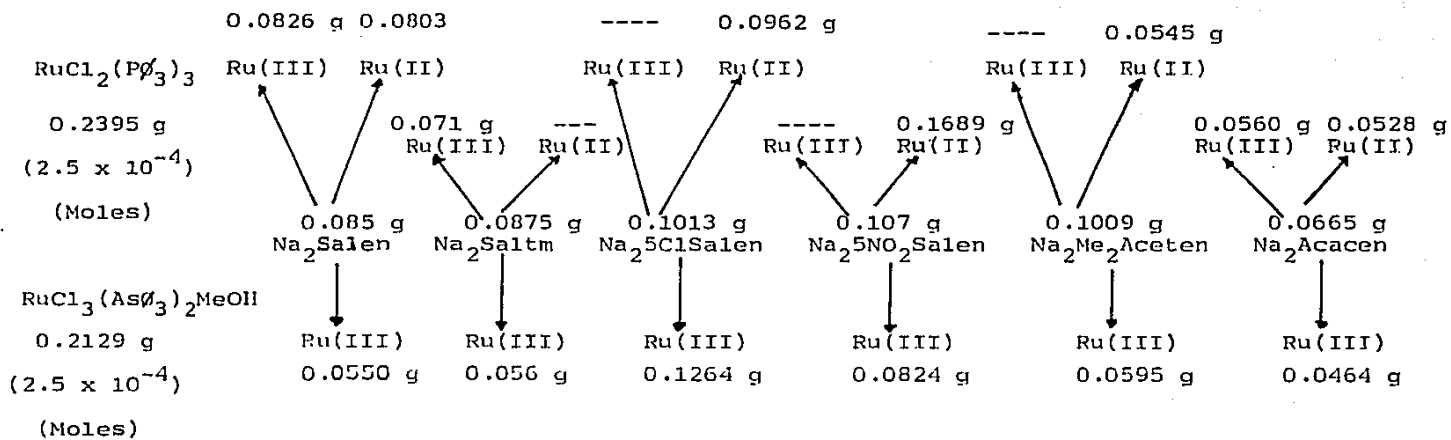 0.0826 g 0.0803 ---- 0.0962 g ---- 0.0545 g
RuCl2(PØ3)3 Ru(III) Ru(II) Ru(III) Ru(II) Ru(III) Ru(II)
0.2395 g 0.071 g --- ---- 0.1689 g 0.0560 g 0.0528 g
Ru(III) Ru(II) Ru(III) Ru(II) Ru(III) Ru(II)
(2.5 x 10⁻⁴)
(Moles) 0.085 g 0.0875 g 0.1013 g 0.107 g 0.1009 g 0.0665 g
Na2Salen Na2Saltm Na25ClSalen Na25NO2Salen Na2Me2Aceten Na2Acacen
RuCl3(AsØ3)2MeOH
0.2129 g Ru(III) Ru(III) Ru(III) Ru(III) Ru(III) Ru(III)
(2.5 x 10⁻⁴) 0.0550 g 0.056 g 0.1264 g 0.0824 g 0.0595 g 0.0464 g
(Moles)